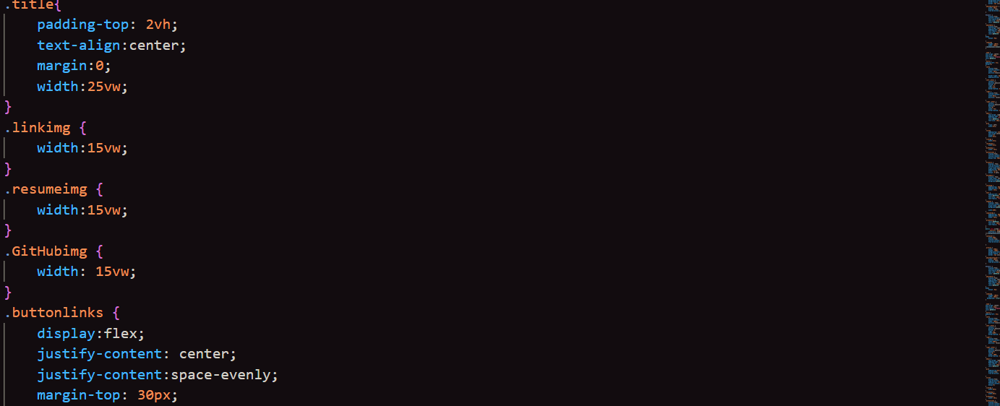 .title{
    padding-top: 2vh;
    text-align:center;
    margin:0;
    width:25vw;
}
.linkimg {
    width:15vw;
}
.resumeimg {
    width:15vw;
}
.GitHubimg {
    width: 15vw;
}
.buttonlinks {
    display:flex;
    justify-content: center;
    justify-content:space-evenly;
    margin-top: 30px;